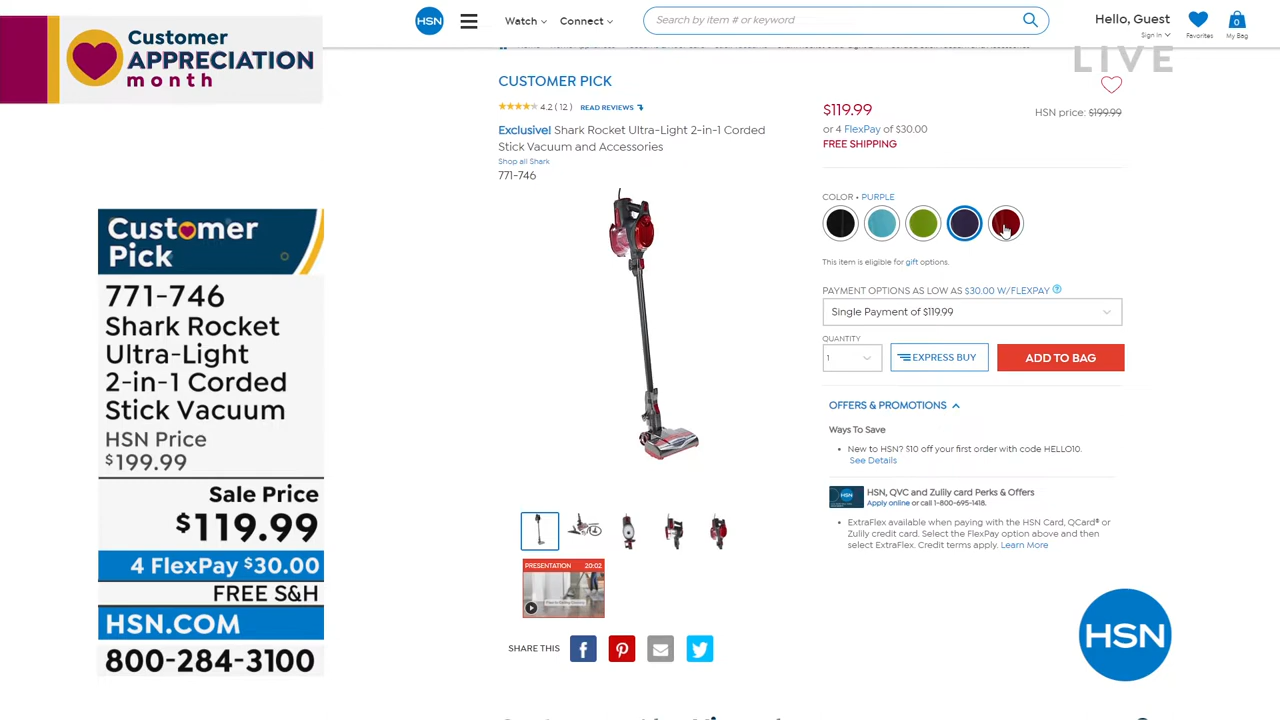 Customer
APPRECIATION
month
HSN
Watch
Connect
Search by item # or keyword
Hello, Guest
Sign In
Favorites
0
My Bag
LIVE
CUSTOMER PICK
4.2 ( 12 ) READ REVIEWS
Exclusive! Shark Rocket Ultra-Light 2-in-1 Corded
Stick Vacuum and Accessories
Shop all Shark
771-746
$119.99
HSN price: $199.99
or 4 FlexPay of $30.00
FREE SHIPPING
COLOR • PURPLE
This item is eligible for gift options.
PAYMENT OPTIONS AS LOW AS $30.00 W/FLEXPAY ?
Single Payment of $119.99
QUANTITY
1
EXPRESS BUY
ADD TO BAG
OFFERS & PROMOTIONS
Ways To Save
• New to HSN? $10 off your first order with code HELLO10.
See Details
HSN, QVC and Zulily card Perks & Offers
Apply online or call 1-800-695-1418.
• ExtraFlex available when paying with the HSN Card, QCard® or
Zulily credit card. Select the FlexPay option above and then
select ExtraFlex. Credit terms apply. Learn More
PRESENTATION 20:02
SHARE THIS
Customer
Pick
771-746
Shark Rocket
Ultra-Light
2-in-1 Corded
Stick Vacuum
HSN Price
$199.99
Sale Price
$119.99
4 FlexPay $30.00
FREE S&H
HSN.COM
800-284-3100
HSN